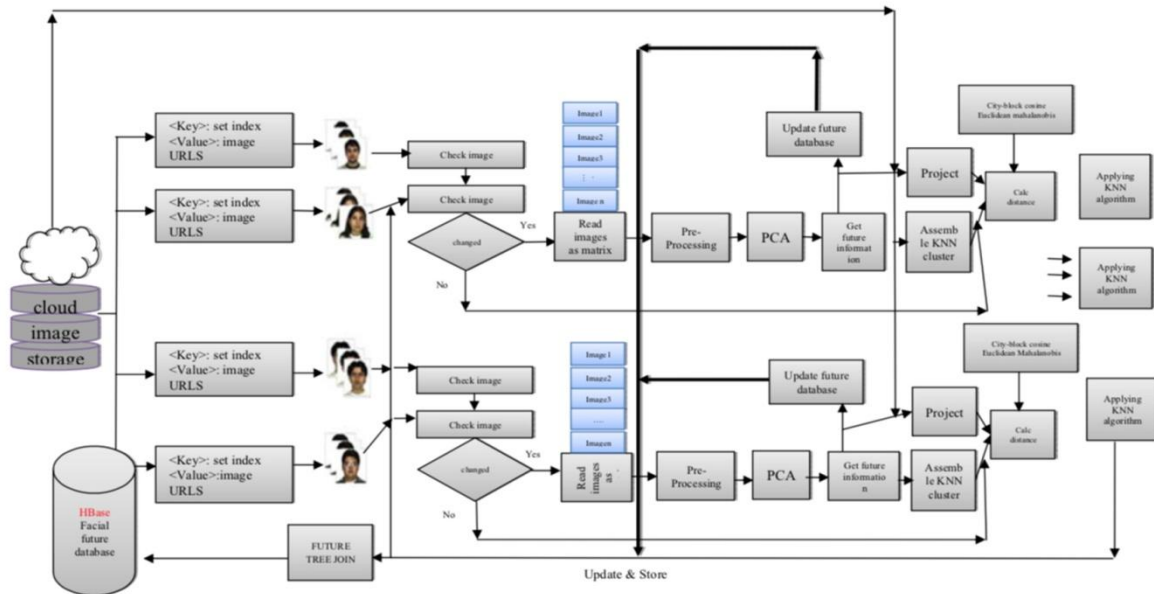 <Key>: set index
<Value>: image
URLS
<Key>: set index
<Value>: image
URLS
cloud
image
storage
<Key>: set index
<Value>: image
URLS
<Key>: set index
<Value>:image
URLS
HBase
Facial
future
database
FUTURE
TREE JOIN
Check image
Check image
changed
Yes
No
Image1
Image2
Image3
Image n
Read
images
as matrix
Pre-
Processing
PCA
Get
future
informat
ion
Update future
database
Project
Assemb
le KNN
cluster
City-block cosine
Euclidean mahalanobis
Calc
distance
Applying
KNN
algorithm
Applying
KNN
algorithm
Check image
Check image
changed
Yes
No
Image1
Image2
Image3
....
Imagen
Read
images
as
Pre-
Processing
PCA
Get future
informatio
n
Update future
database
Project
Assemb
le KNN
cluster
City-block cosine
Euclidean Mahalanobis
Calc
distance
Applying
KNN
algorithm
Update & Store